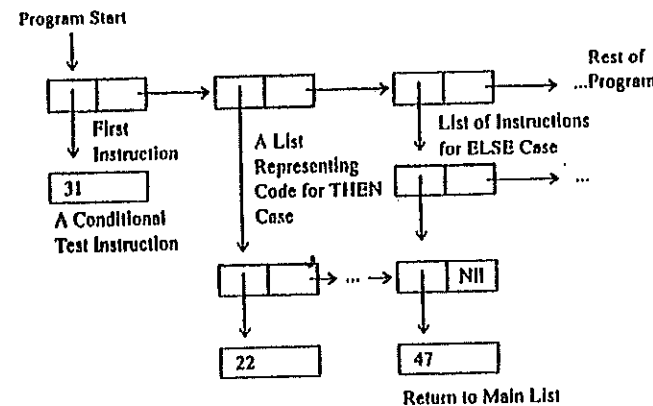 Program Start
Rest of
...Program
First
Instruction
A List
Representing
Code for THEN
Case
List of Instructions
for ELSE Case
31
...
A Conditional
Test Instruction
...
Nil
22
47
Return to Main List